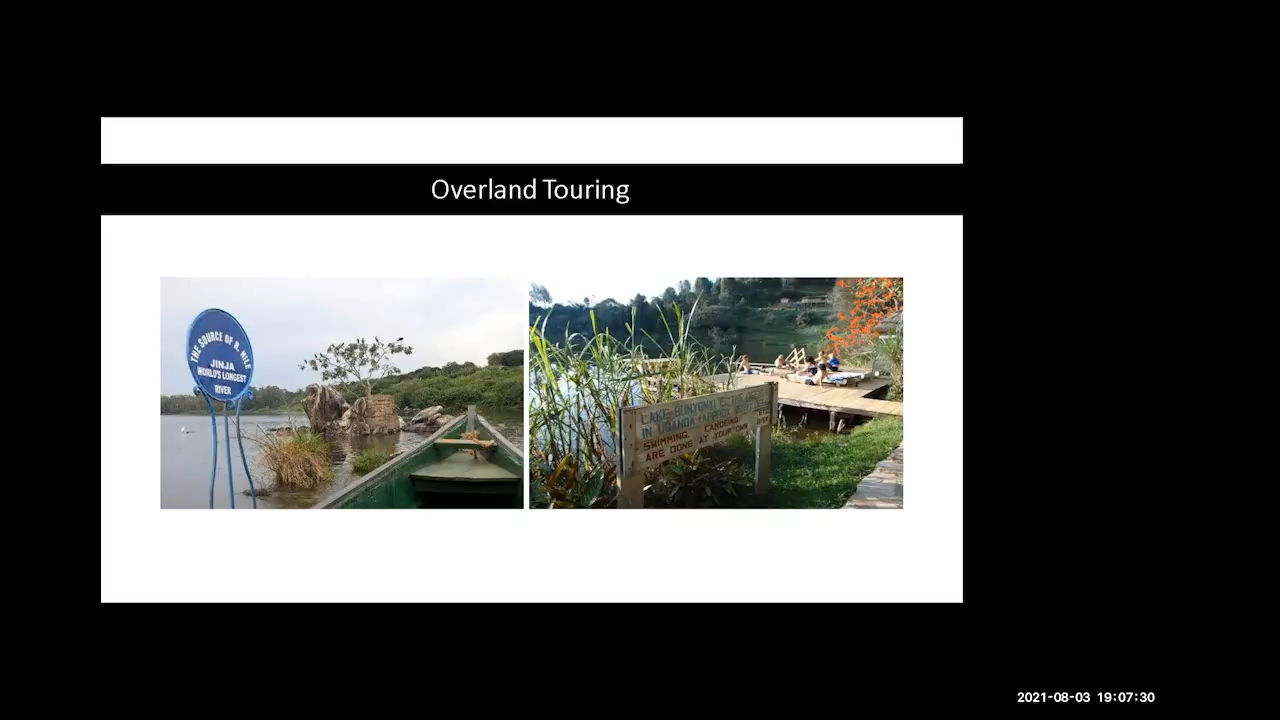 Overland Touring
THE SOURCE OF R. NILE
JINJA
WORLD'S LONGEST
RIVER
LAKE BUNYONYI
IN UGANDA
SWIMMING, CANOEING
ARE DONE AT YOUR OWN
2021-08-03 19:07:30